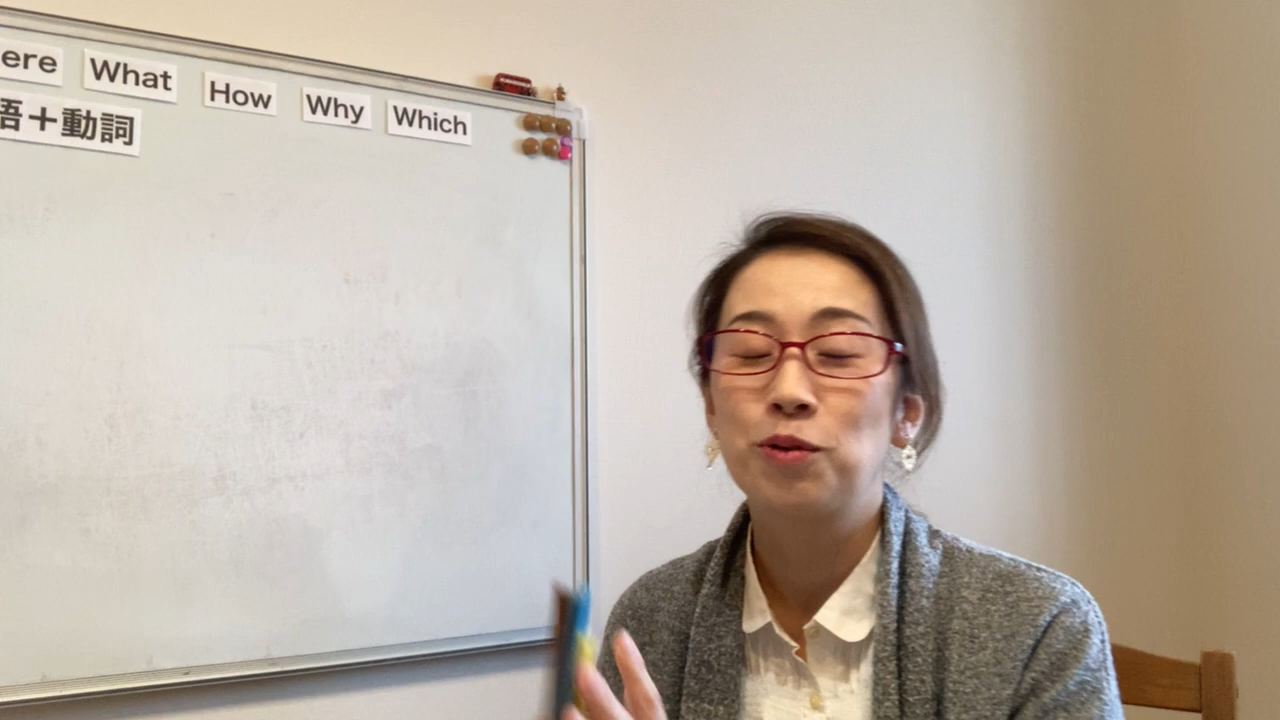 ere What How Why Which
語＋動詞